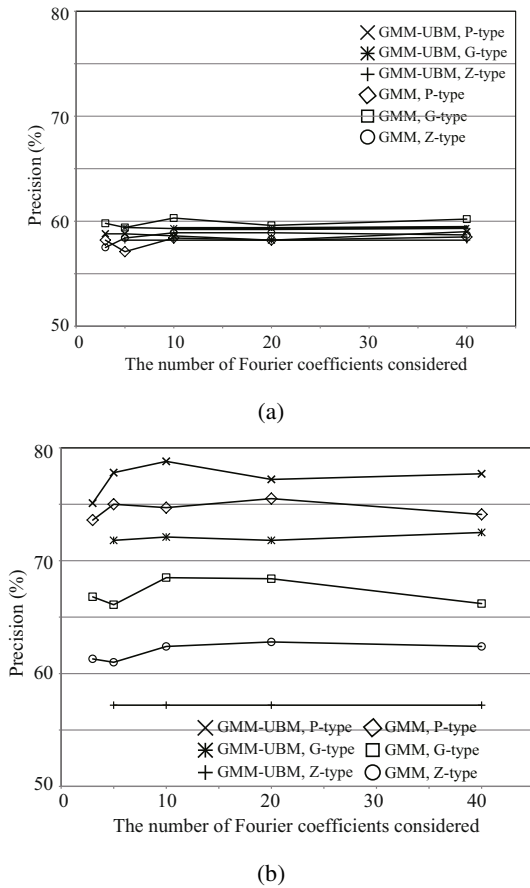 80
GMM-UBM, P-type
GMM-UBM, G-type
GMM-UBM, Z-type
GMM, P-type
GMM, G-type
GMM, Z-type
70
Precision (%)
60
50
0 10 20 30 40
The number of Fourier coefficients considered
(a)
80
70
Precision (%)
60
GMM-UBM, P-type GMM, P-type
GMM-UBM, G-type GMM, G-type
GMM-UBM, Z-type GMM, Z-type
50
0 10 20 30 40
The number of Fourier coefficients considered
(b)